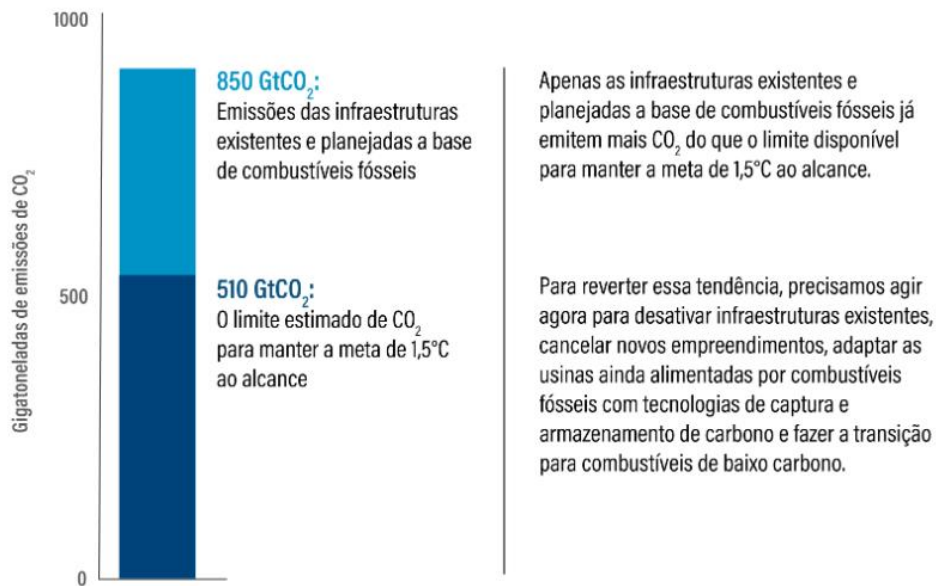 1000
500
0
Gigatoneladas de emissões de CO₂
850 GtCO₂:
Emissões das infraestruturas
existentes e planejadas a base
de combustíveis fósseis
510 GtCO₂:
O limite estimado de CO₂
para manter a meta de 1,5°C
ao alcance
Apenas as infraestruturas existentes e
planejadas a base de combustíveis fósseis já
emitem mais CO₂ do que o limite disponível
para manter a meta de 1,5°C ao alcance.
Para reverter essa tendência, precisamos agir
agora para desativar infraestruturas existentes,
cancelar novos empreendimentos, adaptar as
usinas ainda alimentadas por combustíveis
fósseis com tecnologias de captura e
armazenamento de carbono e fazer a transição
para combustíveis de baixo carbono.